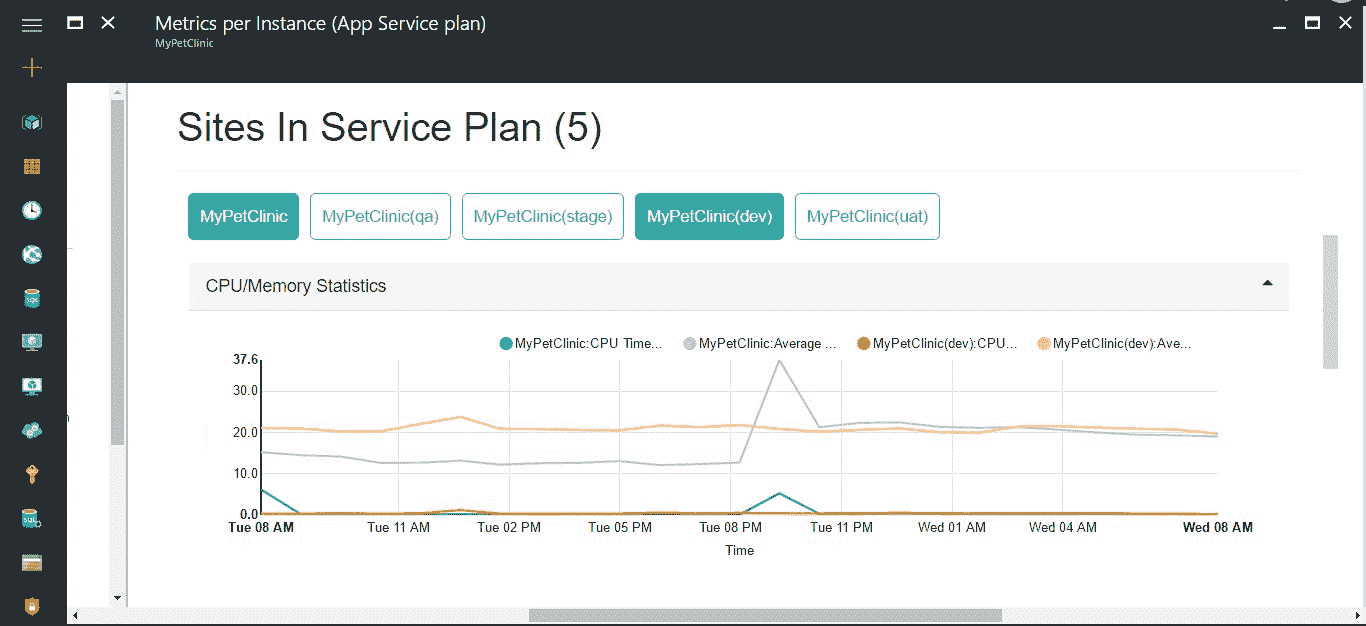 Metrics per Instance (App Service plan)
MyPetClinic
Sites In Service Plan (5)
MyPetClinic MyPetClinic(qa) MyPetClinic(stage) MyPetClinic(dev) MyPetClinic(uat)
CPU/Memory Statistics
MyPetClinic:CPU Time... MyPetClinic:Average ... MyPetClinic(dev):CPU... MyPetClinic(dev):Ave...
37.6
30.0
20.0
10.0
0.0
Tue 08 AM Tue 11 AM Tue 02 PM Tue 05 PM Tue 08 PM Tue 11 PM Wed 01 AM Wed 04 AM Wed 08 AM
Time
SQL
SQL